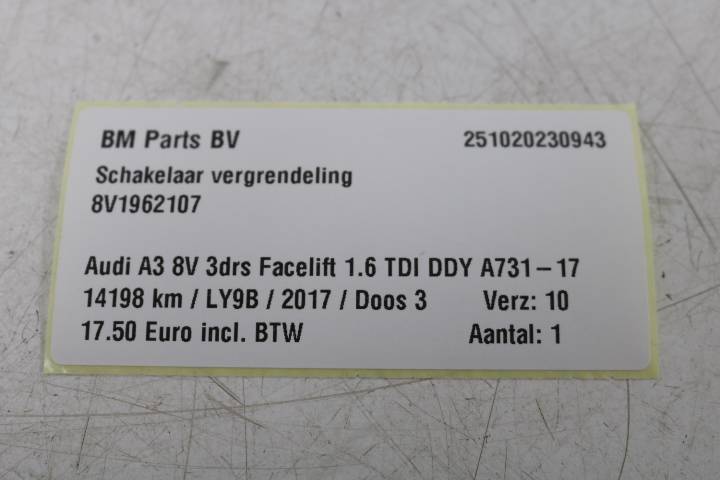 BM Parts BV 251020230943
Schakelaar vergrendeling
8V1962107
Audi A3 8V 3drs Facelift 1.6 TDI DDY A731-17
14198 km / LY9B / 2017 / Doos 3 Verz: 10
17.50 Euro incl. BTW Aantal: 1